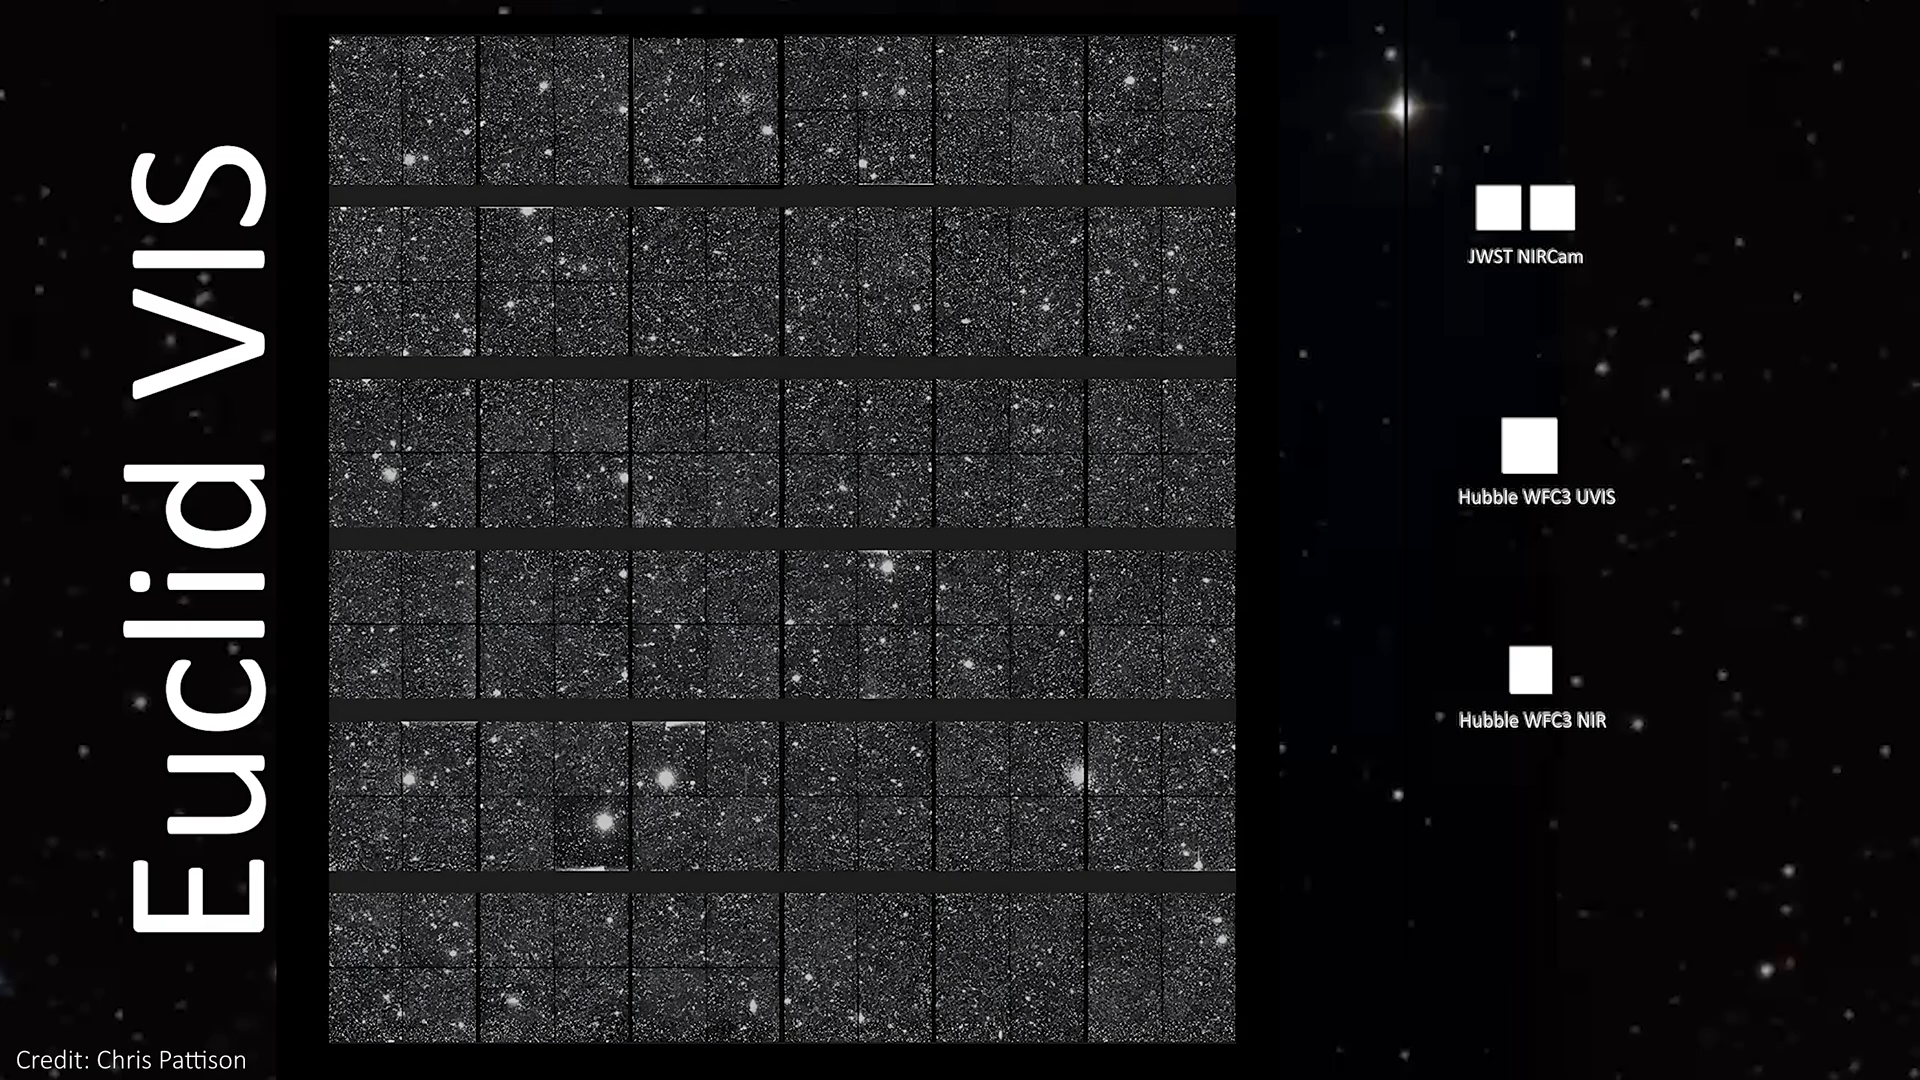 Euclid VIS
JWST NIRCam
Hubble WFC3 UVIS
Hubble WFC3 NIR
Credit: Chris Pattison